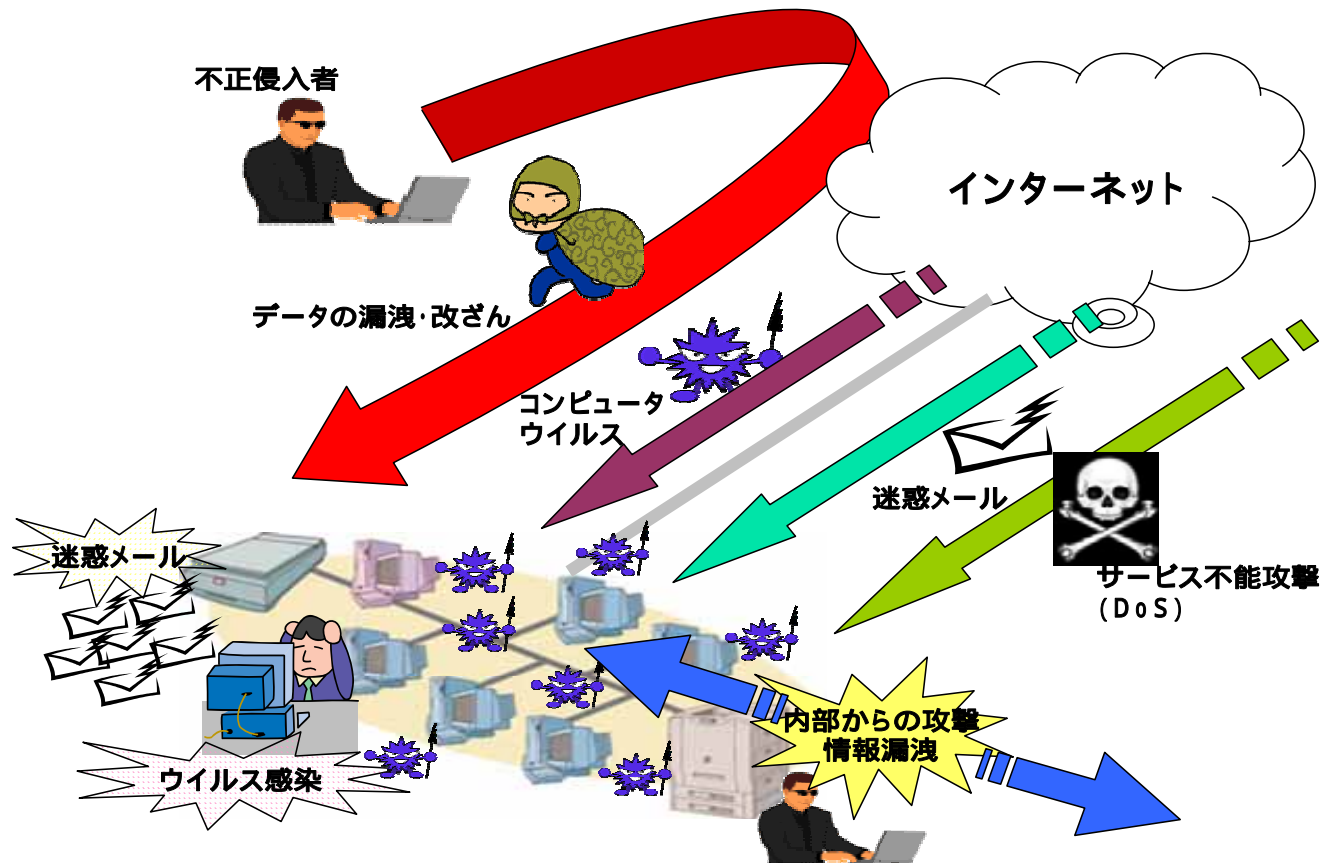 不正侵入者
インターネット
データの漏洩・改ざん
コンピュータ
ウイルス
迷惑メール
サービス不能攻撃
(DoS)
迷惑メール
内部からの攻撃
情報漏洩
ウイルス感染